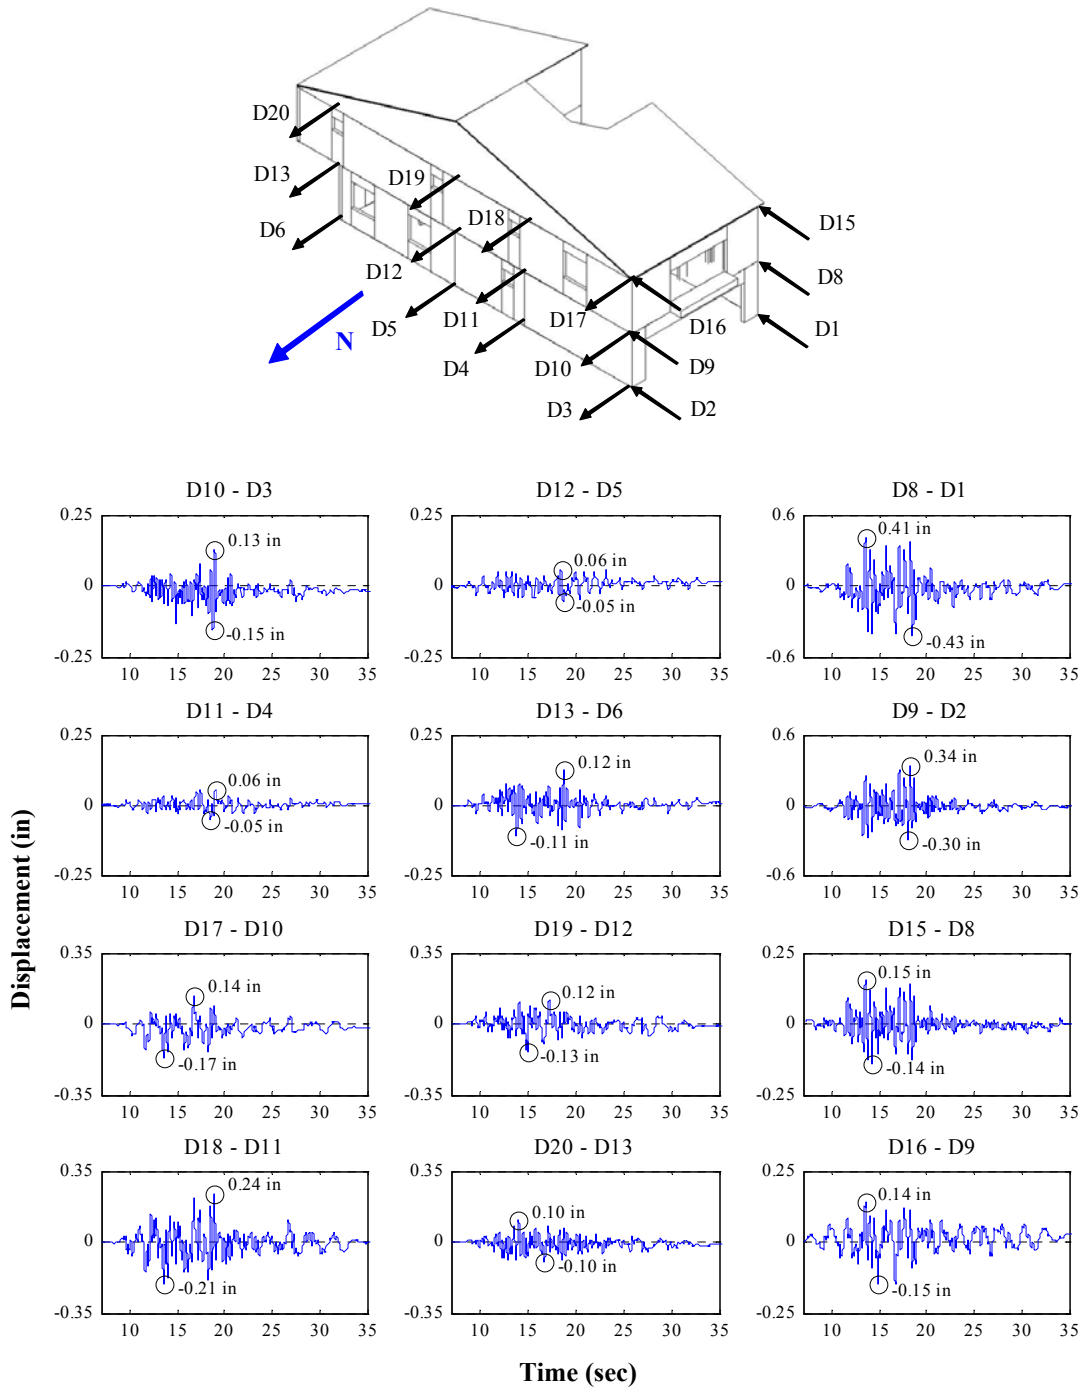 D20
D13
D19
D6
D18
D15
D12
D8
N
D5
D11
D17
D16
D1
D4
D10
D9
D3
D2
D10 - D3
D12 - D5
D8 - D1
0.25
0.25
0.6
0.13 in
0.06 in
0.41 in
0
0
0
-0.15 in
-0.05 in
-0.43 in
-0.25
-0.25
-0.6
10 15 20 25 30 35
10 15 20 25 30 35
10 15 20 25 30 35
D11 - D4
D13 - D6
D9 - D2
0.25
0.25
0.6
0.06 in
0.12 in
0.34 in
0
0
0
-0.05 in
-0.11 in
-0.30 in
-0.25
-0.25
-0.6
10 15 20 25 30 35
10 15 20 25 30 35
10 15 20 25 30 35
Displacement (in)
D17 - D10
D19 - D12
D15 - D8
0.35
0.35
0.25
0.14 in
0.12 in
0.15 in
0
0
0
-0.17 in
-0.13 in
-0.14 in
-0.35
-0.35
-0.25
10 15 20 25 30 35
10 15 20 25 30 35
10 15 20 25 30 35
D18 - D11
D20 - D13
D16 - D9
0.35
0.35
0.25
0.24 in
0.10 in
0.14 in
0
0
0
-0.21 in
-0.10 in
-0.15 in
-0.35
-0.35
-0.25
10 15 20 25 30 35
10 15 20 25 30 35
10 15 20 25 30 35
Time (sec)